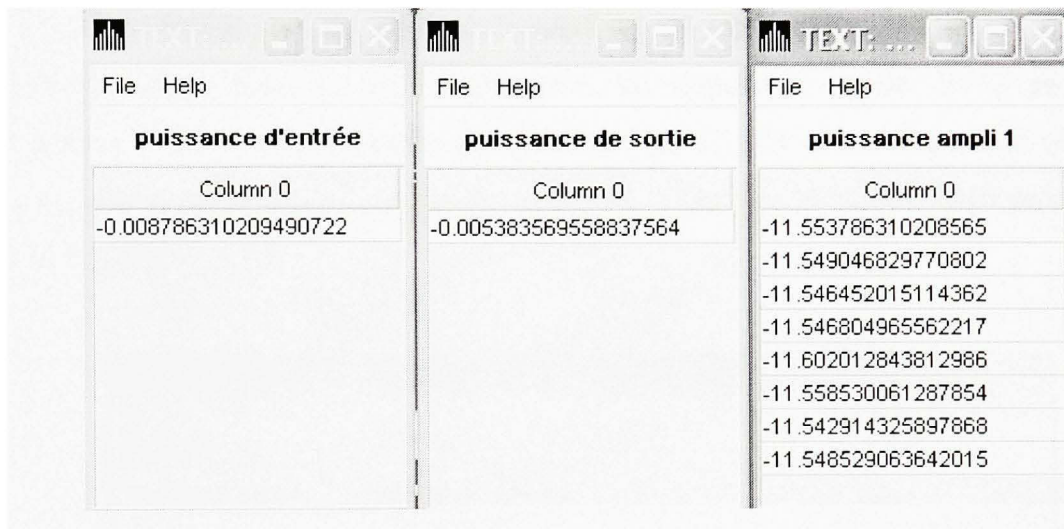 TEXT: ...
File Help
puissance d'entrée
Column 0
-0.008786310209490722
TEXT: ...
File Help
puissance de sortie
Column 0
-0.005383569558837564
TEXT: ...
File Help
puissance ampli 1
Column 0
-11.553786310208565
-11.549046829770802
-11.546452015114362
-11.546804965562217
-11.602012843812986
-11.558530061287854
-11.542914325897868
-11.548529063642015